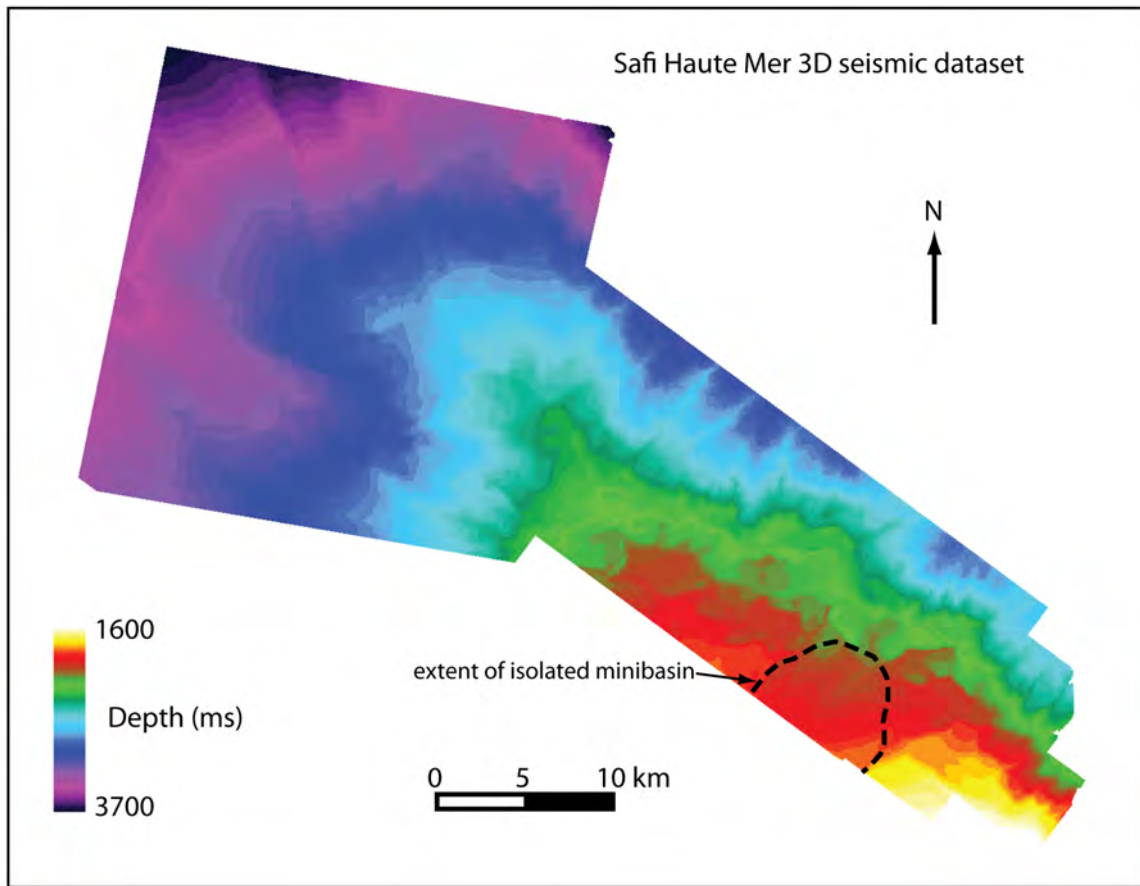 Safi Haute Mer 3D seismic dataset
N
1600
extent of isolated minibasin
Depth (ms)
0 5 10 km
3700